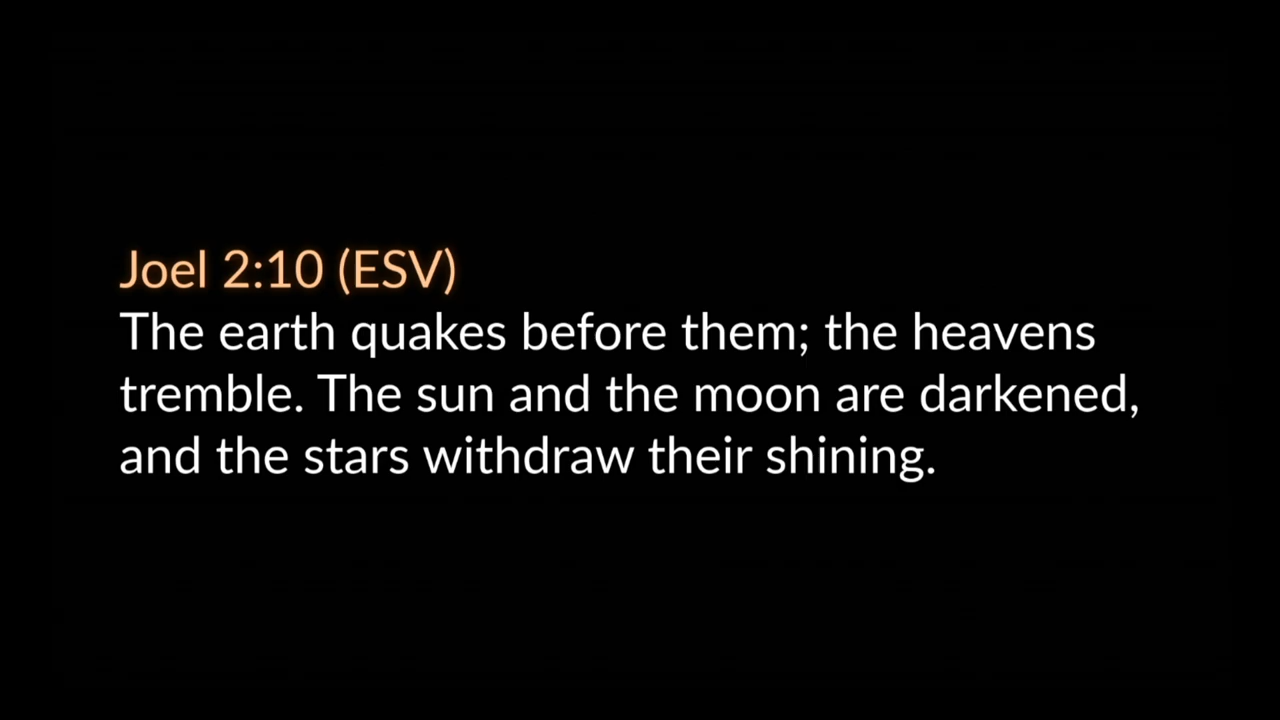 Joel 2:10 (ESV)
The earth quakes before them; the heavens
tremble. The sun and the moon are darkened,
and the stars withdraw their shining.